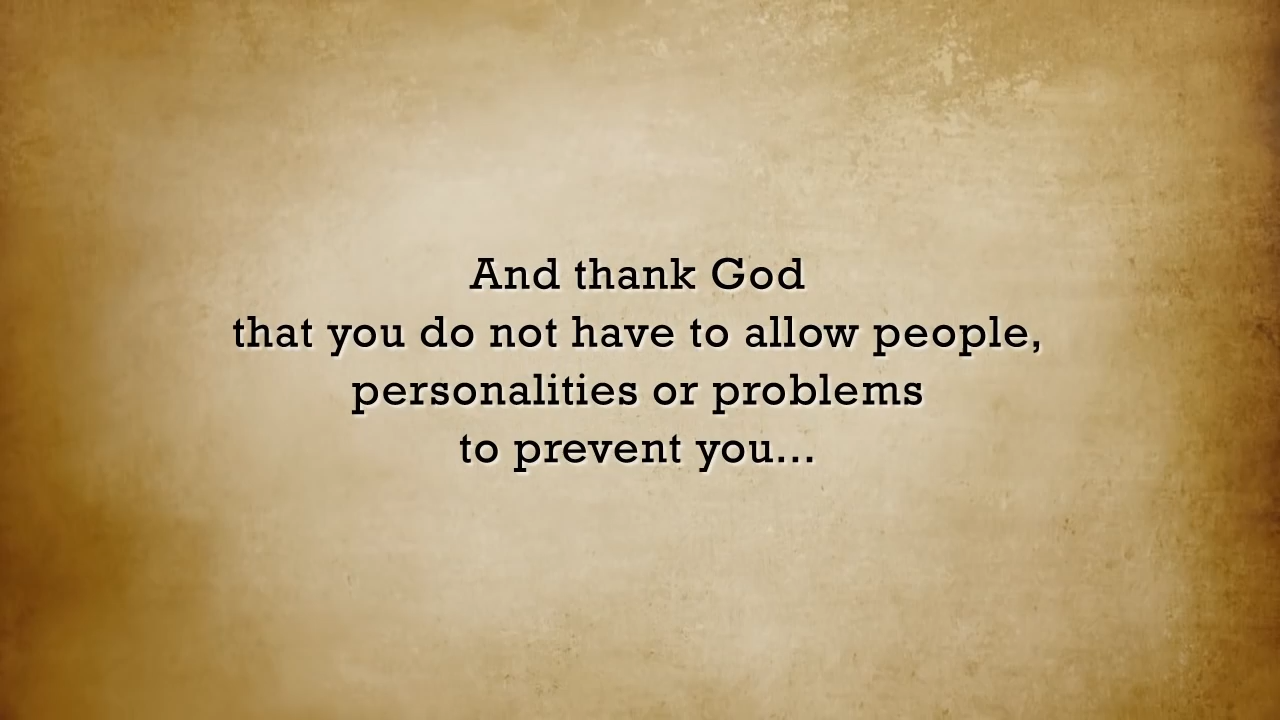 And thank God
that you do not have to allow people,
personalities or problems
to prevent you...